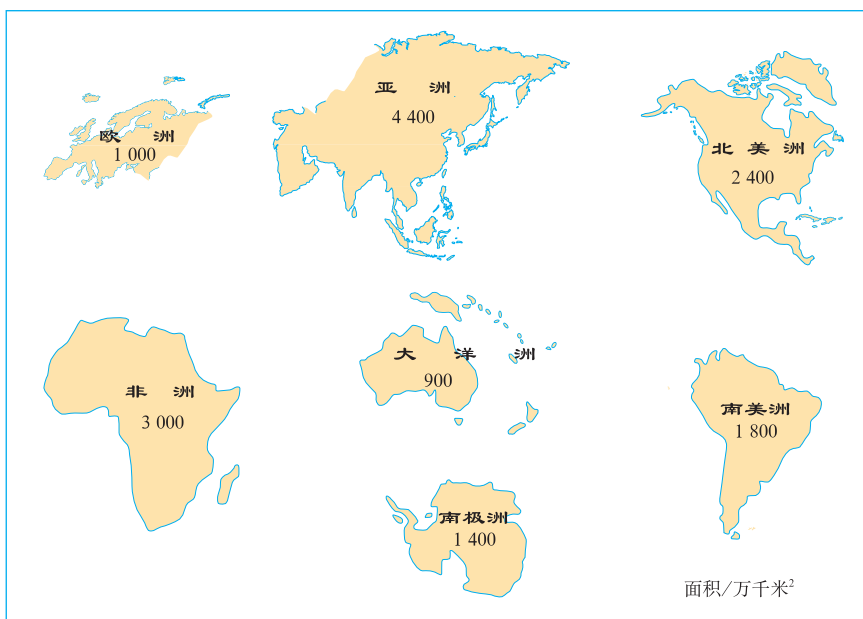 欧 洲
1 000
亚 洲
4 400
北 美 洲
2 400
非 洲
3 000
大 洋 洲
900
南美洲
1 800
南极洲
1 400
面积/万千米²